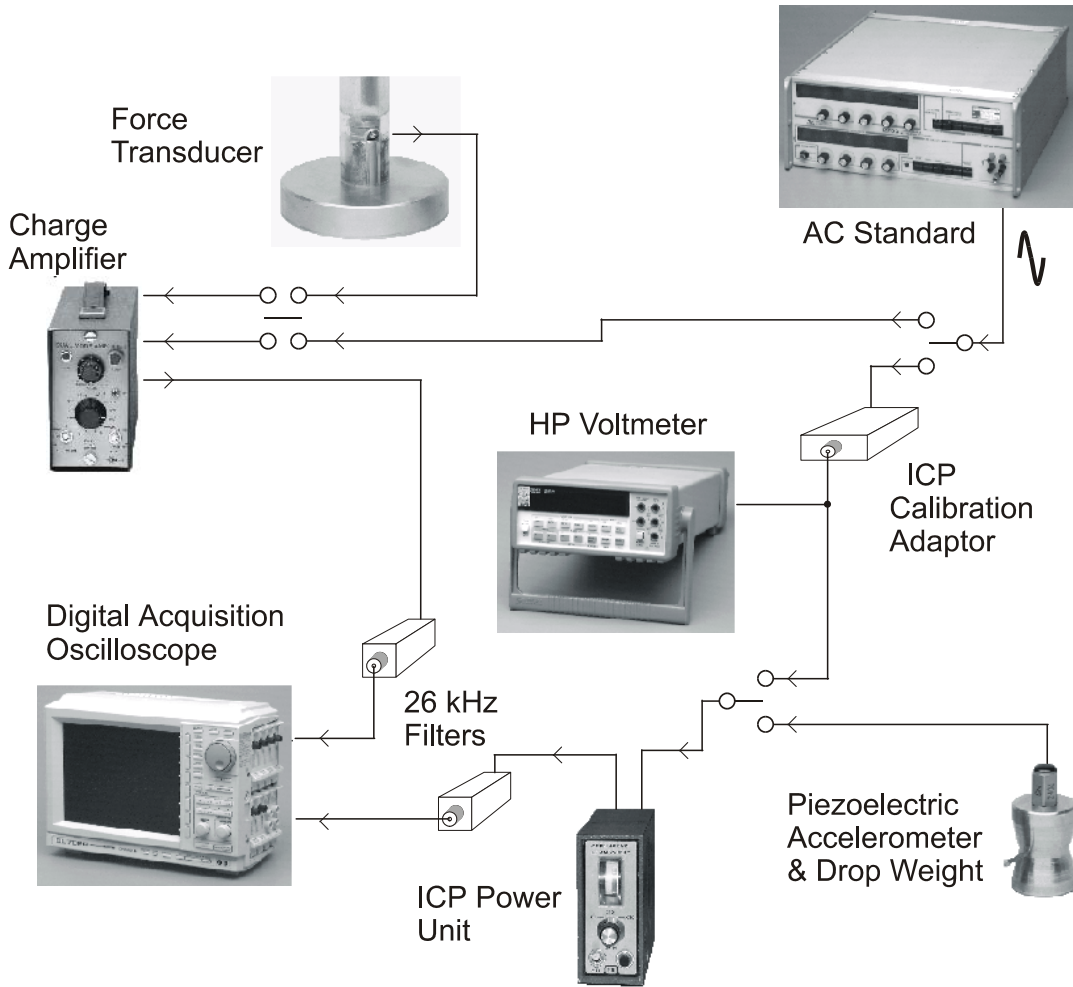 Force
Transducer
Charge
Amplifier
AC Standard
HP Voltmeter
ICP
Calibration
Adaptor
Digital Acquisition
Oscilloscope
26 kHz
Filters
Piezoelectric
Accelerometer
& Drop Weight
ICP Power
Unit